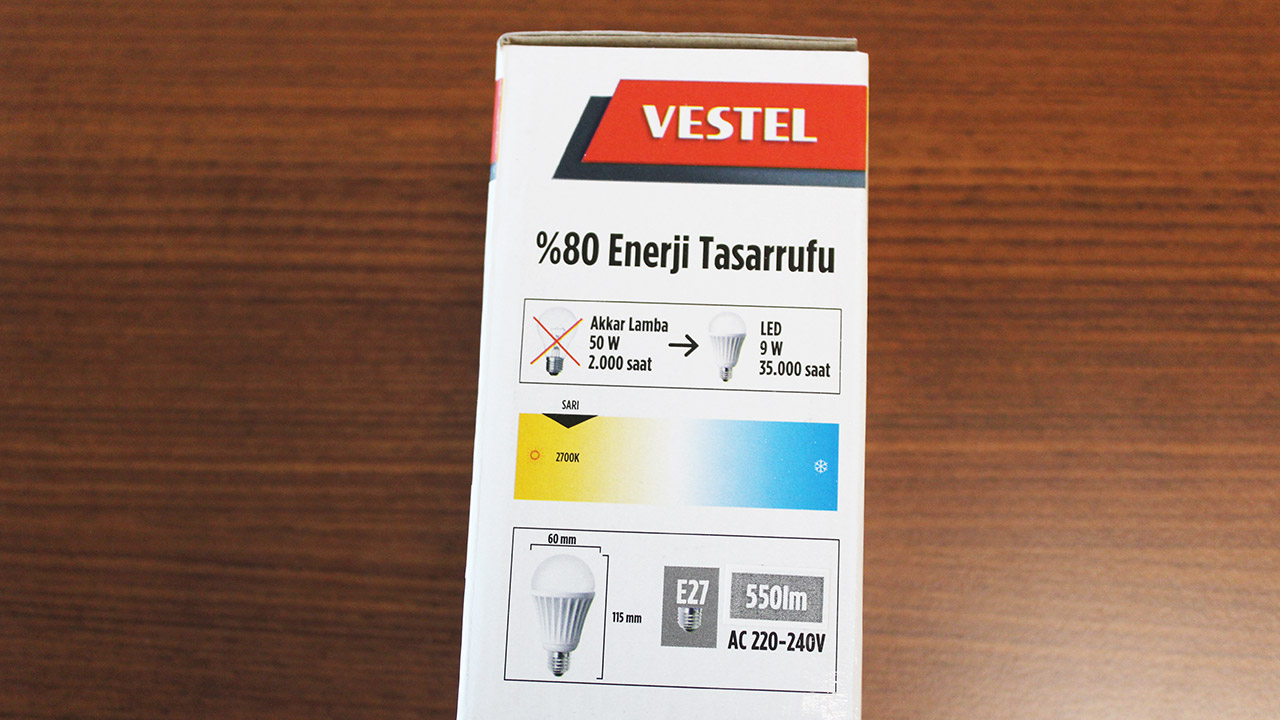 VESTEL
%80 Enerji Tasarrufu
Akkar Lamba
50 W
2.000 saat
LED
9 W
35.000 saat
SARI
2700K
60 mm
115 mm
E27
550lm
AC 220-240V